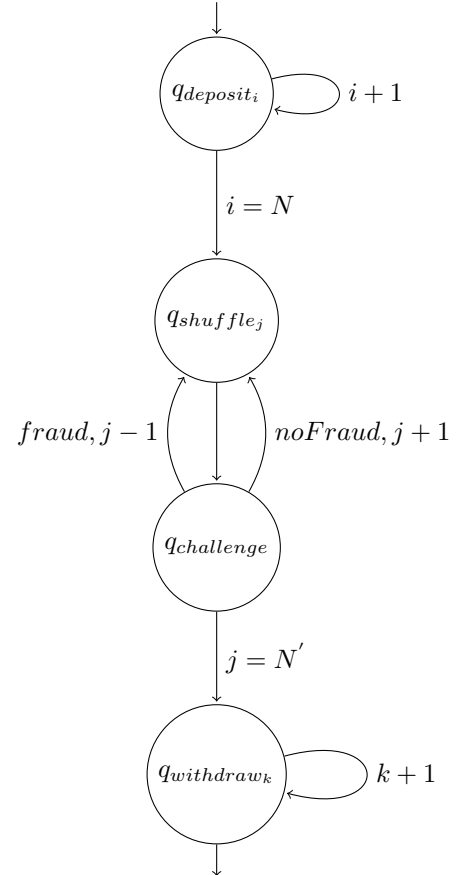 q_{deposit_i}
i + 1
i = N
q_{shuffle_j}
fraud, j − 1
noFraud, j + 1
q_{challenge}
j = N'
q_{withdraw_k}
k + 1